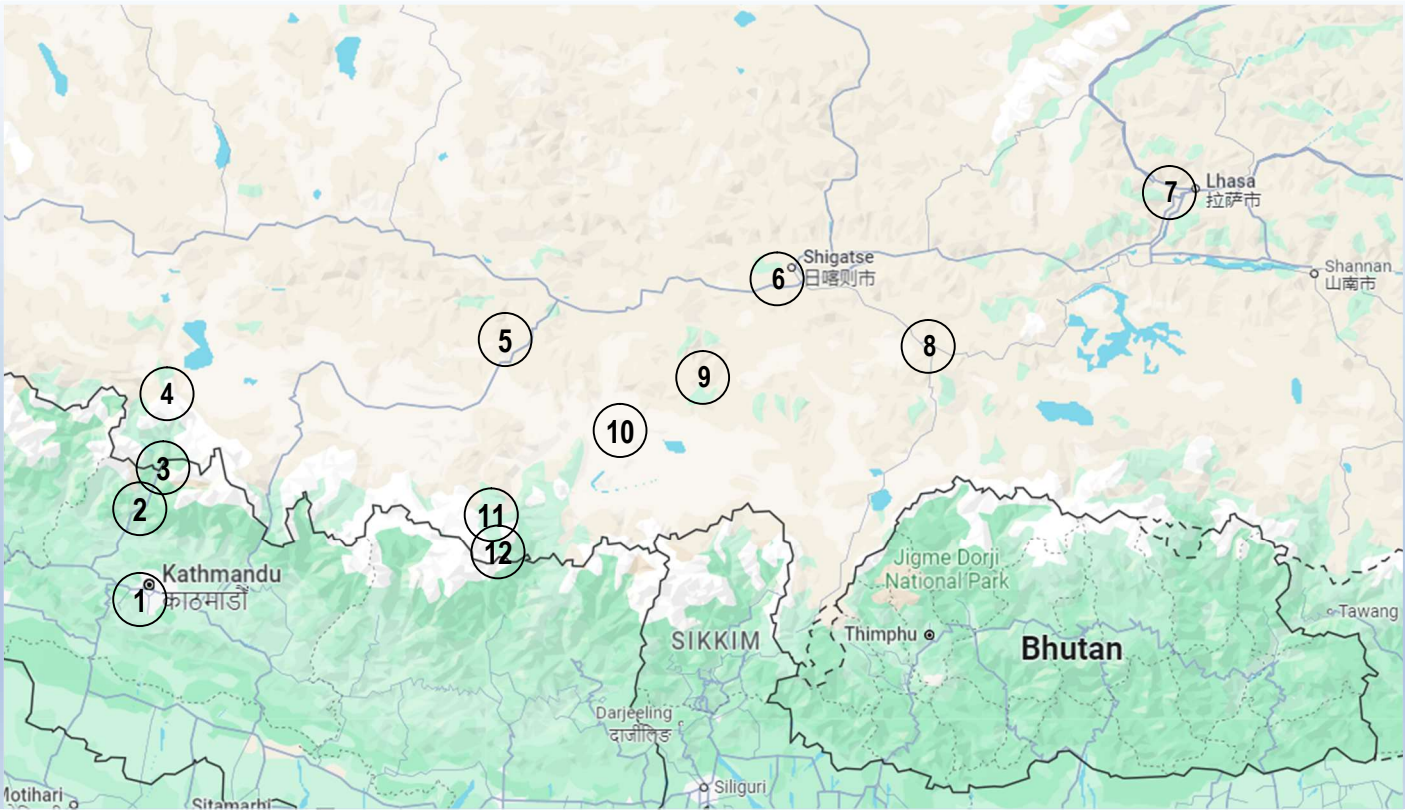 7
Lhasa
拉萨市
Shigatse
日喀则市
6
Shannan
山南市
5
8
9
4
10
3
2
11
12
Jigme Dorji
National Park
Kathmandu
काठमाडौं
1
Tawang
Thimphu
SIKKIM
Bhutan
Darjeeling
दार्जीलिङ
Siliguri
Motihari
Sitamarhi